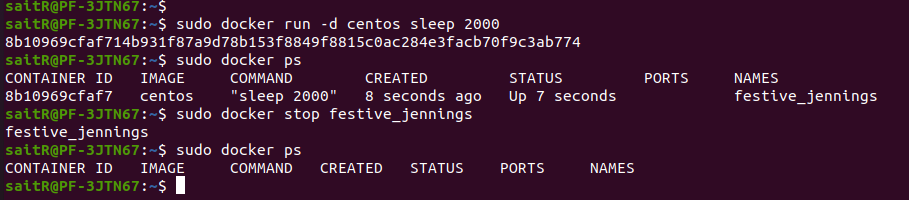 saitR@PF-3JTN67:~$
saitR@PF-3JTN67:~$ sudo docker run -d centos sleep 2000
8b10969cfaf714b931f87a9d78b153f8849f8815c0ac284e3facb70f9c3ab774
saitR@PF-3JTN67:~$ sudo docker ps
CONTAINER ID   IMAGE     COMMAND        CREATED         STATUS         PORTS     NAMES
8b10969cfaf7   centos    "sleep 2000"   8 seconds ago   Up 7 seconds             festive_jennings
saitR@PF-3JTN67:~$ sudo docker stop festive_jennings
festive_jennings
saitR@PF-3JTN67:~$ sudo docker ps
CONTAINER ID   IMAGE     COMMAND   CREATED   STATUS    PORTS     NAMES
saitR@PF-3JTN67:~$